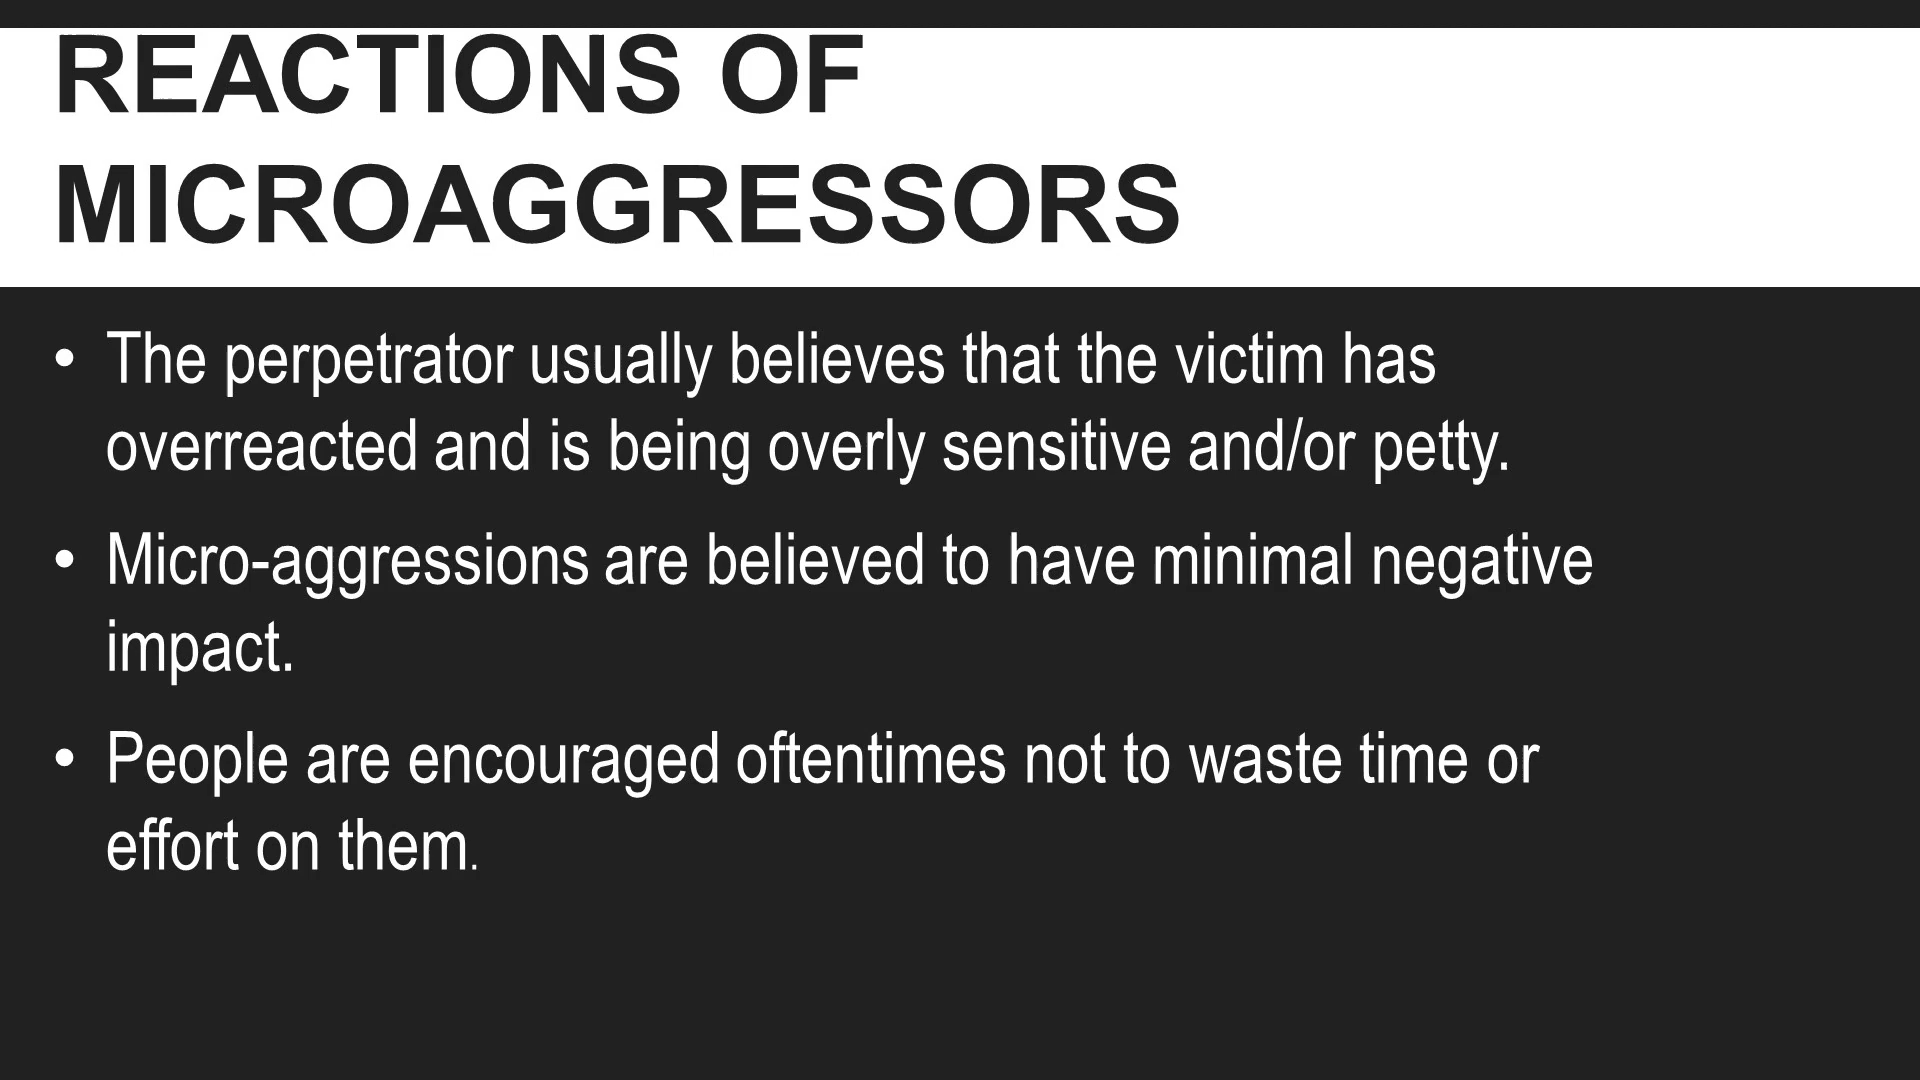 REACTIONS OF
MICROAGGRESSORS
• The perpetrator usually believes that the victim has
overreacted and is being overly sensitive and/or petty.
• Micro-aggressions are believed to have minimal negative
impact.
• People are encouraged oftentimes not to waste time or
effort on them.